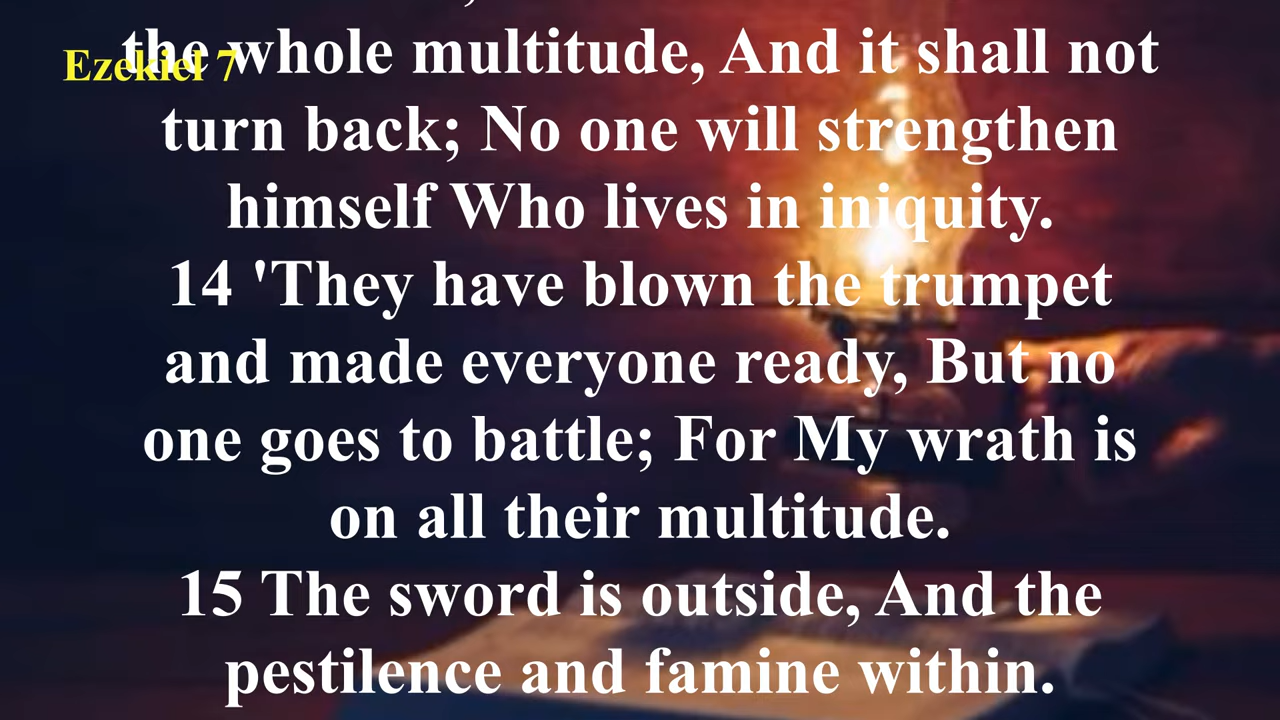 Ezekiel 7
the whole multitude, And it shall not
turn back; No one will strengthen
himself Who lives in iniquity.
14 'They have blown the trumpet
and made everyone ready, But no
one goes to battle; For My wrath is
on all their multitude.
15 The sword is outside, And the
pestilence and famine within.